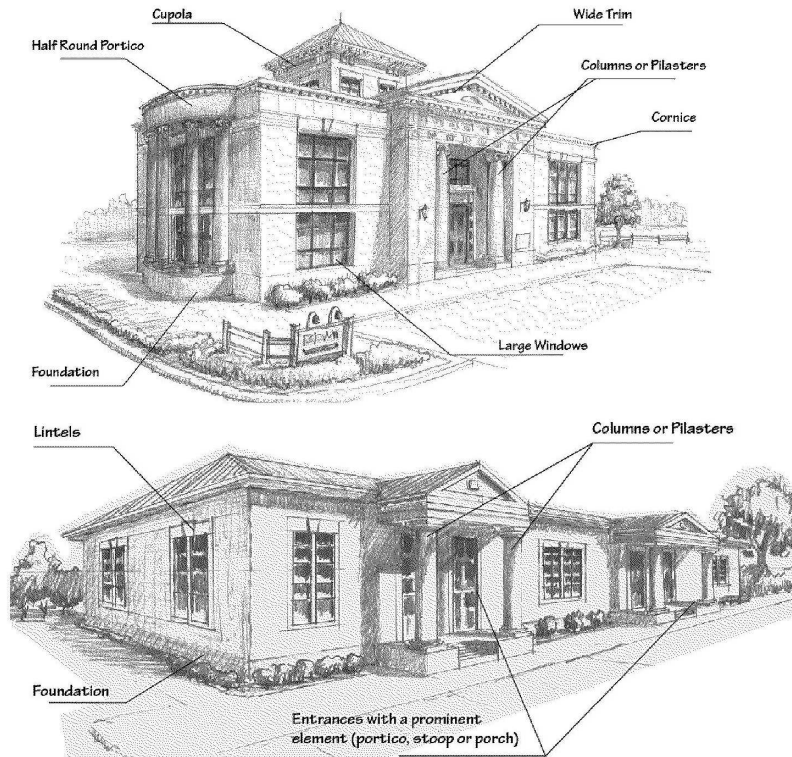 Cupola
Wide Trim
Half Round Portico
Columns or Pilasters
Cornice
Large Windows
Foundation
Lintels
Columns or Pilasters
Foundation
Entrances with a prominent
element (portico, stoop or porch)